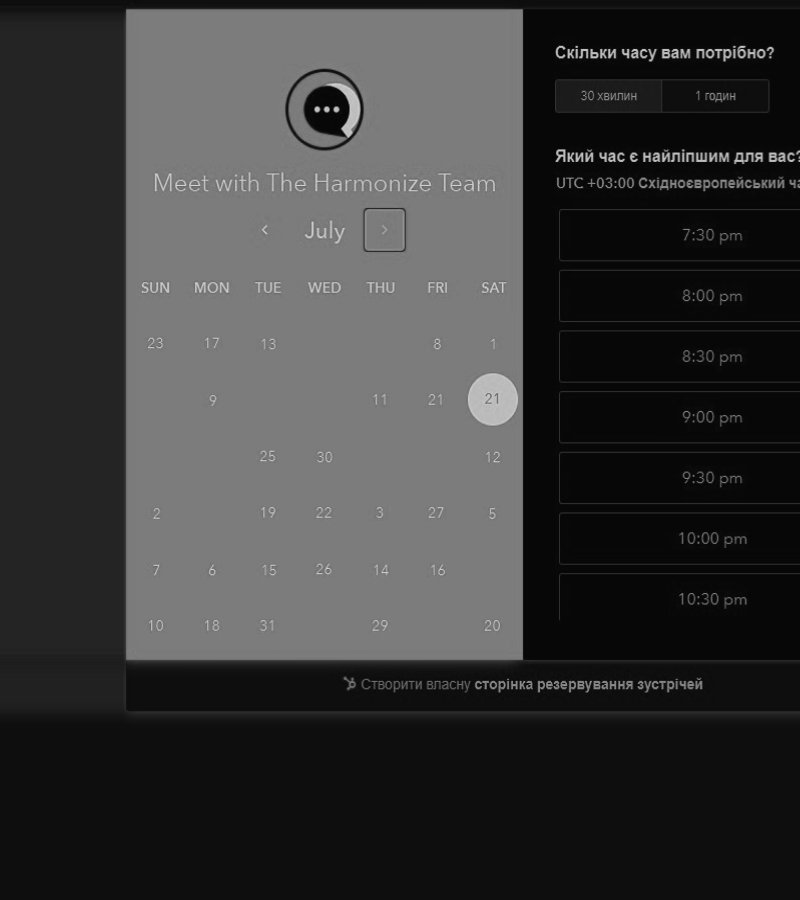 Meet with The Harmonize Team
July
SUN MON TUE WED THU FRI SAT
23 17 13 8 1
9 11 21 21
25 30 12
2 19 22 3 27 5
7 6 15 26 14 16
10 18 31 29 20
Скільки часу вам потрібно?
30 хвилин 1 годин
Який час є найліпшим для вас?
UTC +03:00 Східноєвропейський ча
7:30 pm
8:00 pm
8:30 pm
9:00 pm
9:30 pm
10:00 pm
10:30 pm
Створити власну сторінка резервування зустрічей